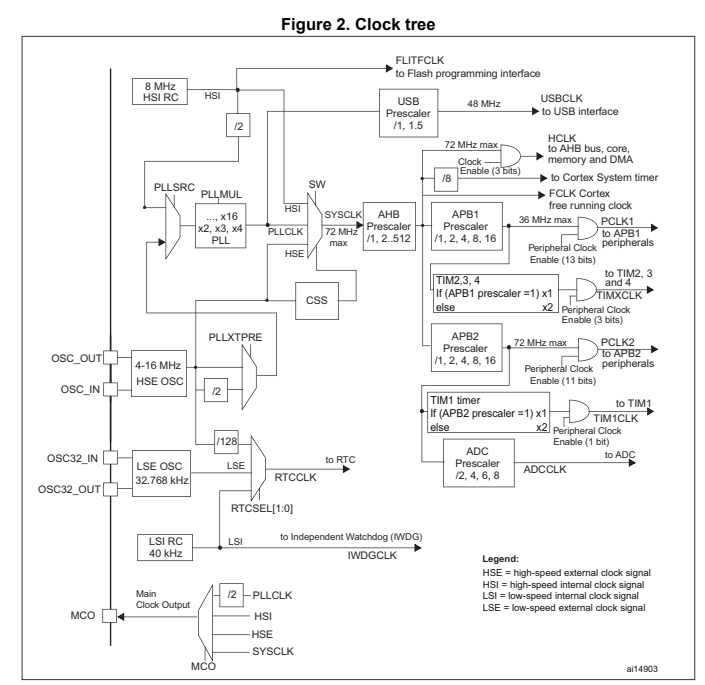 Figure 2. Clock tree
FLITFCLK
to Flash programming interface
8 MHz
HSI RC
HSI
/2
USB
Prescaler
/1, 1.5
48 MHz
USBCLK
to USB interface
72 MHz max
Clock
Enable (3 bits)
HCLK
to AHB bus, core,
memory and DMA
/8
to Cortex System timer
FCLK Cortex
free running clock
PLLSRC
PLLMUL
..., x16
x2, x3, x4
PLL
SW
HSI
PLLCLK
HSE
SYSCLK
72 MHz
max
AHB
Prescaler
/1, 2..512
APB1
Prescaler
/1, 2, 4, 8, 16
36 MHz max
PCLK1
to APB1
peripherals
Peripheral Clock
Enable (13 bits)
TIM2,3, 4
If (APB1 prescaler =1) x1
else x2
to TIM2, 3
and 4
TIMXCLK
Peripheral Clock
Enable (3 bits)
CSS
PLLXTPRE
OSC_OUT
OSC_IN
4-16 MHz
HSE OSC
/2
APB2
Prescaler
/1, 2, 4, 8, 16
72 MHz max
PCLK2
to APB2
peripherals
Peripheral Clock
Enable (11 bits)
TIM1 timer
If (APB2 prescaler =1) x1
else x2
to TIM1
TIM1CLK
Peripheral Clock
Enable (1 bit)
/128
OSC32_IN
OSC32_OUT
LSE OSC
32.768 kHz
LSE
to RTC
RTCCLK
RTCSEL[1:0]
ADC
Prescaler
/2, 4, 6, 8
to ADC
ADCCLK
LSI RC
40 kHz
LSI
to Independent Watchdog (IWDG)
IWDGCLK
Legend:
HSE = high-speed external clock signal
HSI = high-speed internal clock signal
LSI = low-speed internal clock signal
LSE = low-speed external clock signal
MCO
Main
Clock Output
/2
PLLCLK
HSI
HSE
SYSCLK
MCO
ai14903